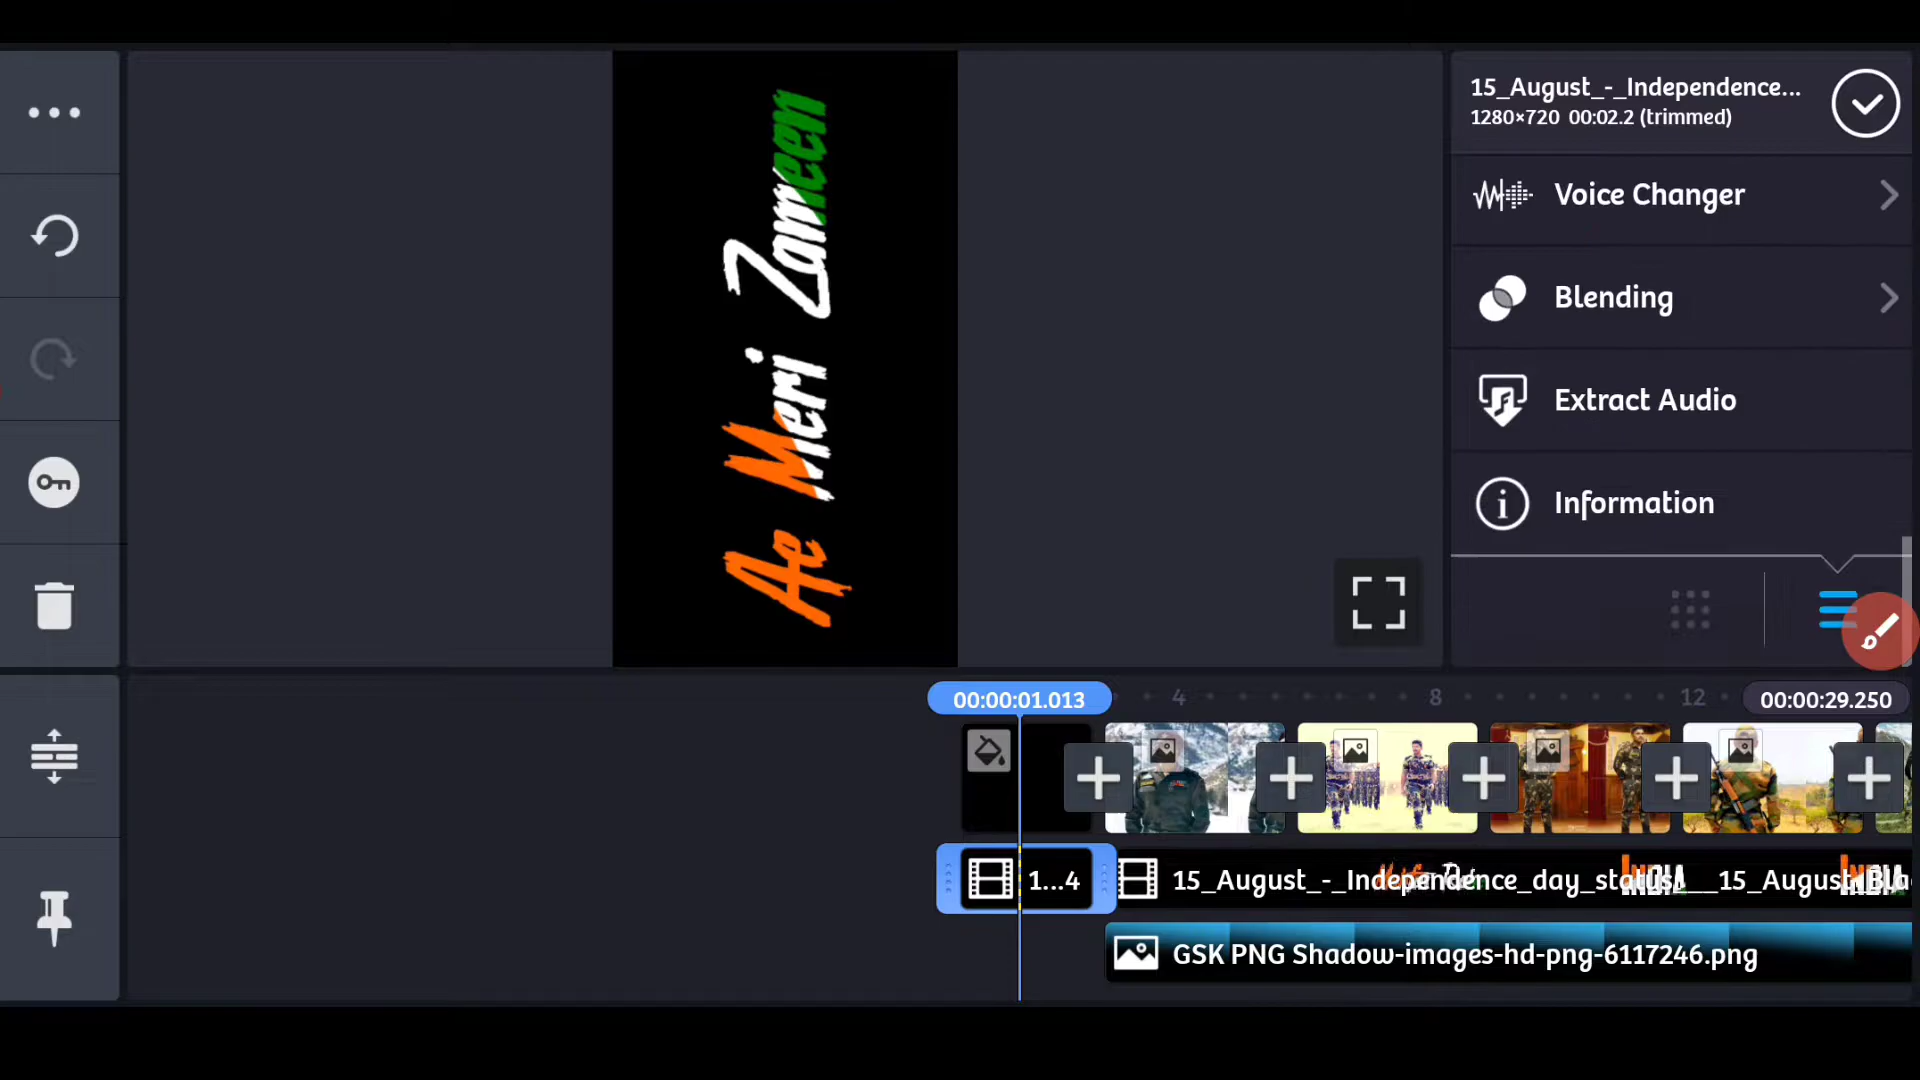 15_August_-_Independence...
1280×720 00:02.2 (trimmed)
Voice Changer
Blending
Extract Audio
Information
Ae Meri Zameen
00:00:01.013
4
8
12
00:00:29.250
1...4
15_August_-_Independence_day_status
15_August
INDIA
INDIA
GSK PNG Shadow-images-hd-png-6117246.png